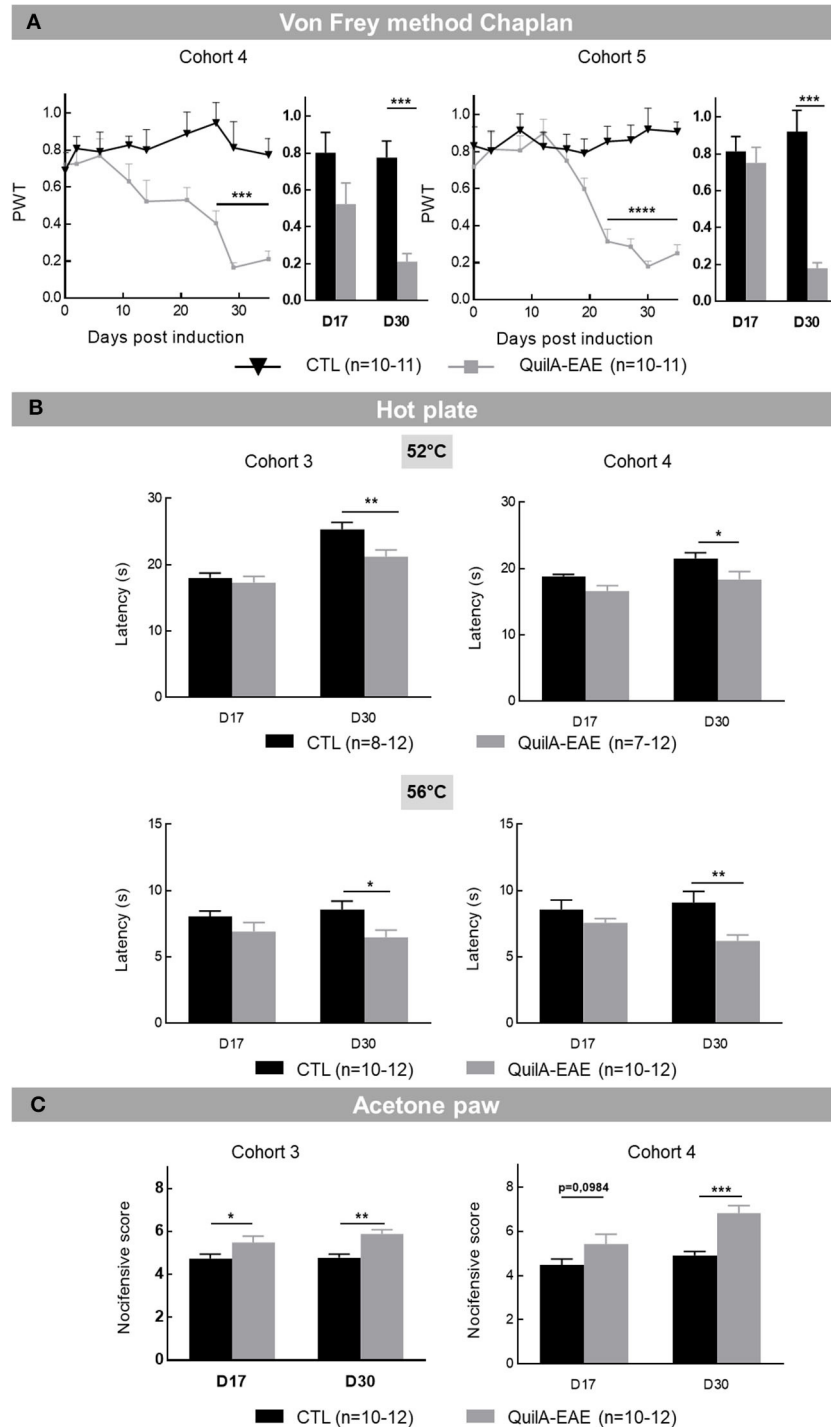 A
Von Frey method Chaplan
Cohort 4
Cohort 5
PWT
1.0
0.8
0.6
0.4
0.2
0.0
0 10 20 30
Days post induction
***
1.0
0.8
0.6
0.4
0.2
0.0
***
D17 D30
PWT
1.0
0.8
0.6
0.4
0.2
0.0
0 10 20 30
Days post induction
****
1.0
0.8
0.6
0.4
0.2
0.0
***
D17 D30
CTL (n=10-11) QuilA-EAE (n=10-11)
B
Hot plate
52°C
Cohort 3
Cohort 4
Latency (s)
30
20
10
0
**
D17 D30
Latency (s)
30
20
10
0
*
D17 D30
CTL (n=8-12) QuilA-EAE (n=7-12)
56°C
Latency (s)
15
10
5
0
*
D17 D30
Latency (s)
15
10
5
0
**
D17 D30
CTL (n=10-12) QuilA-EAE (n=10-12)
C
Acetone paw
Cohort 3
Cohort 4
Nocifensive score
8
6
4
2
0
* **
D17 D30
Nocifensive score
8
6
4
2
0
p=0,0984 ***
D17 D30
CTL (n=10-12) QuilA-EAE (n=10-12)